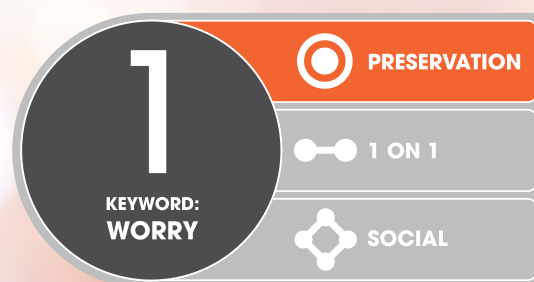 1
KEYWORD:
WORRY
PRESERVATION
1 ON 1
SOCIAL